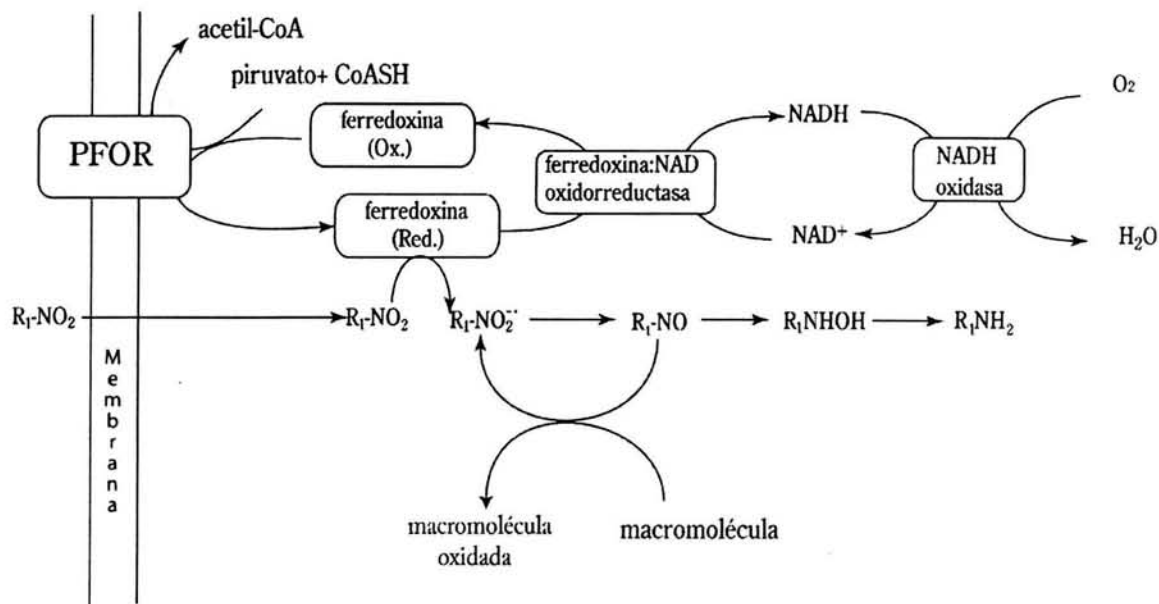 acetil-CoA
piruvato+ CoASH
PFOR
ferredoxina
(Ox.)
ferredoxina
(Red.)
ferredoxina:NAD
oxidorreductasa
NADH
NAD⁺
NADH
oxidasa
O₂
H₂O
R₁-NO₂
R₁-NO₂
R₁-NO₂⁻˙
R₁-NO
R₁NHOH
R₁NH₂
Membrana
macromolécula
oxidada
macromolécula